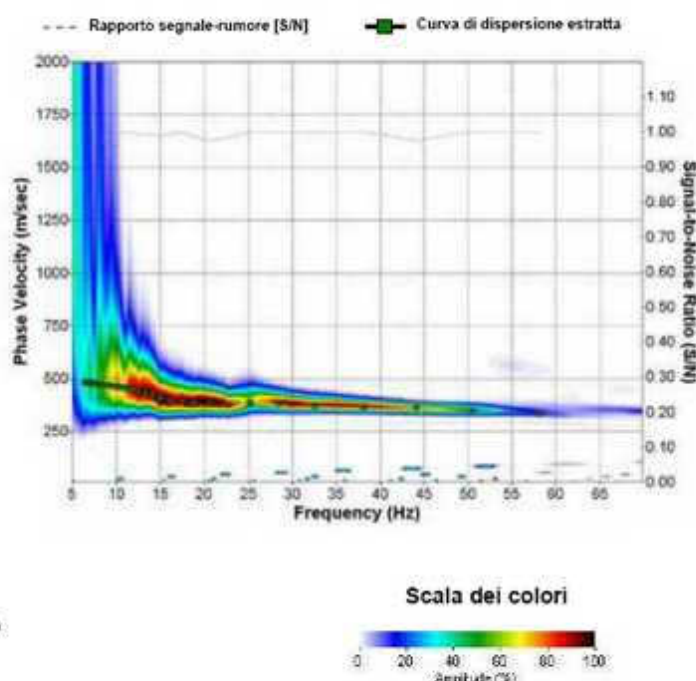 Rapporto segnale-rumore [S/N] Curva di dispersione estratta
2000
1750
1500
1250
1000
750
500
250
Phase Velocity (m/sec)
1.10
1.00
0.90
0.80
0.70
0.60
0.50
0.40
0.30
0.20
0.10
0.00
Signal-to-Noise Ratio (S/N)
5 10 15 20 25 30 35 40 45 50 55 60 65
Frequency (Hz)
Scala dei colori
0 20 40 60 80 100
Amplitude (%)